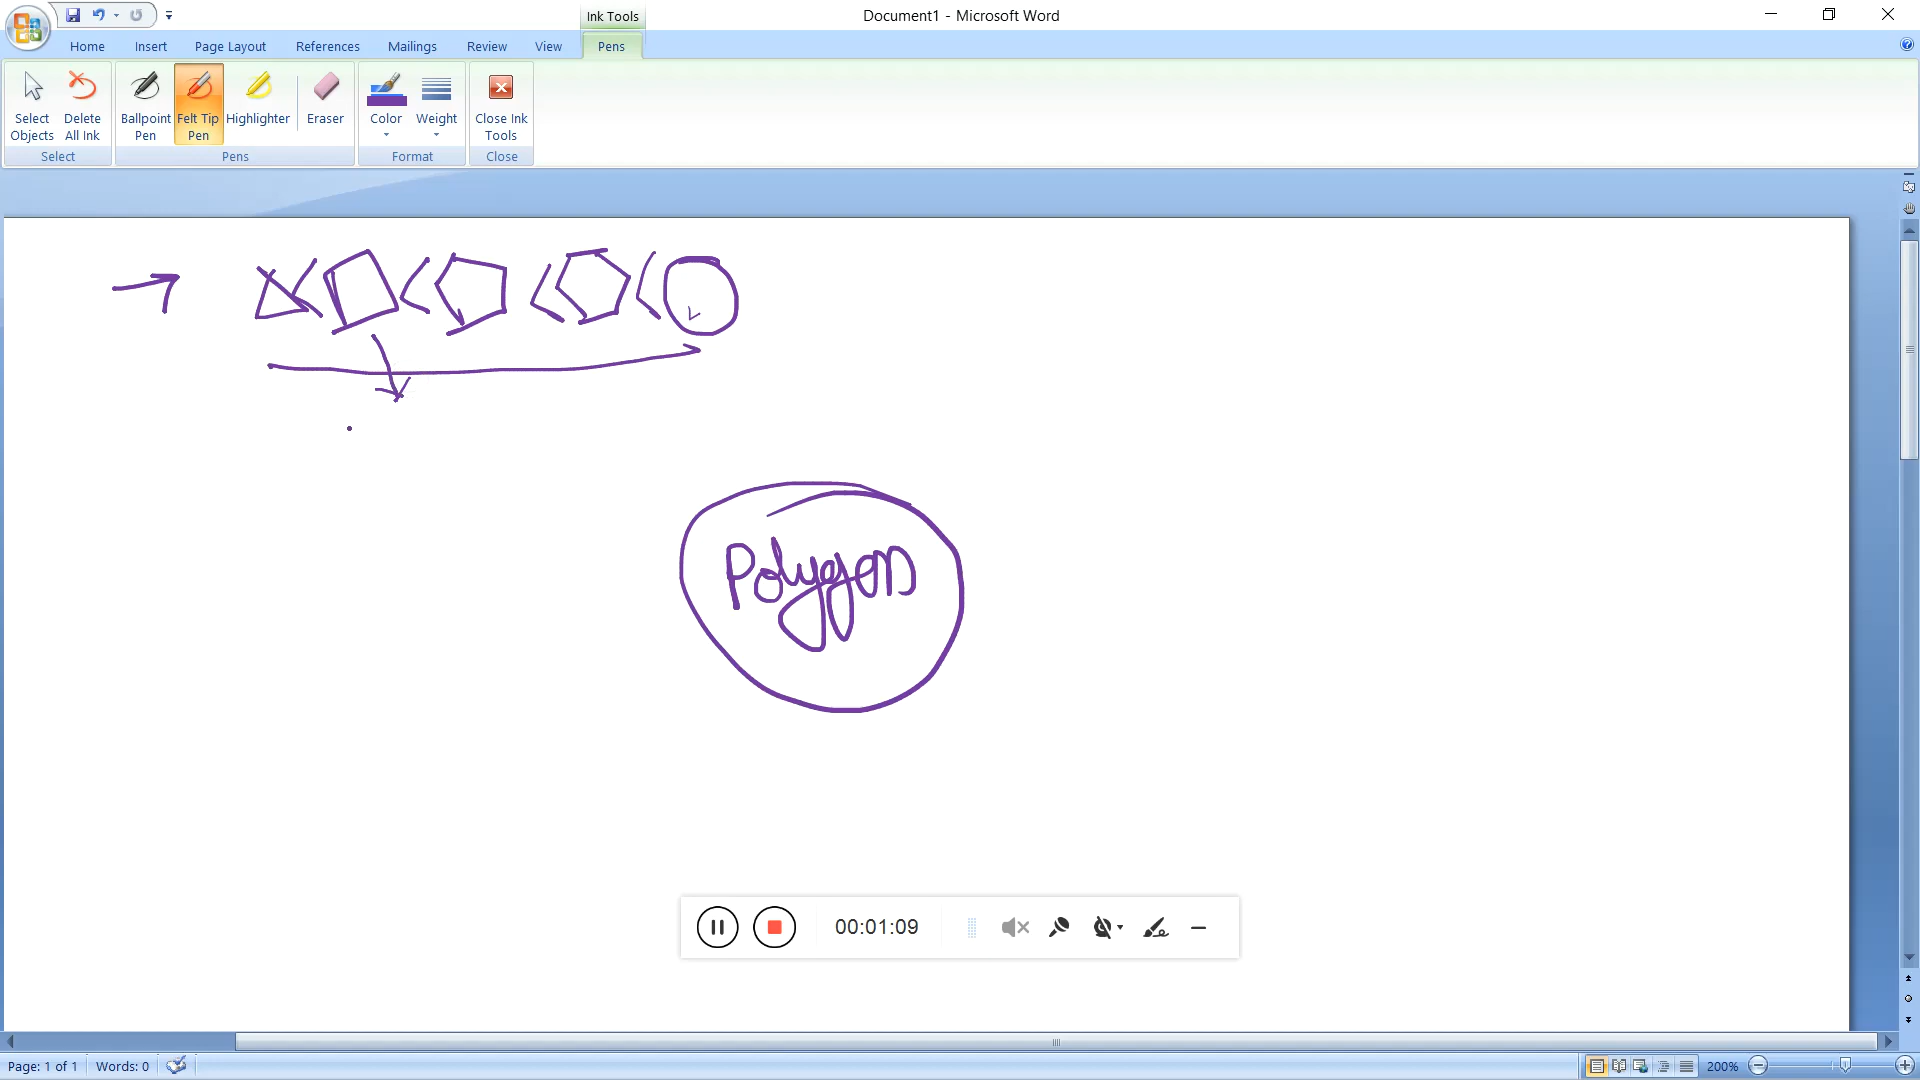 Ink Tools
Document1 - Microsoft Word
Home Insert Page Layout References Mailings Review View Pens
Select Objects
Delete All Ink
Ballpoint Pen
Felt Tip Pen
Highlighter
Eraser
Color
Weight
Close Ink Tools
Select
Pens
Format
Close
< < < <
Polygon
00:01:09
Page: 1 of 1 Words: 0 200%